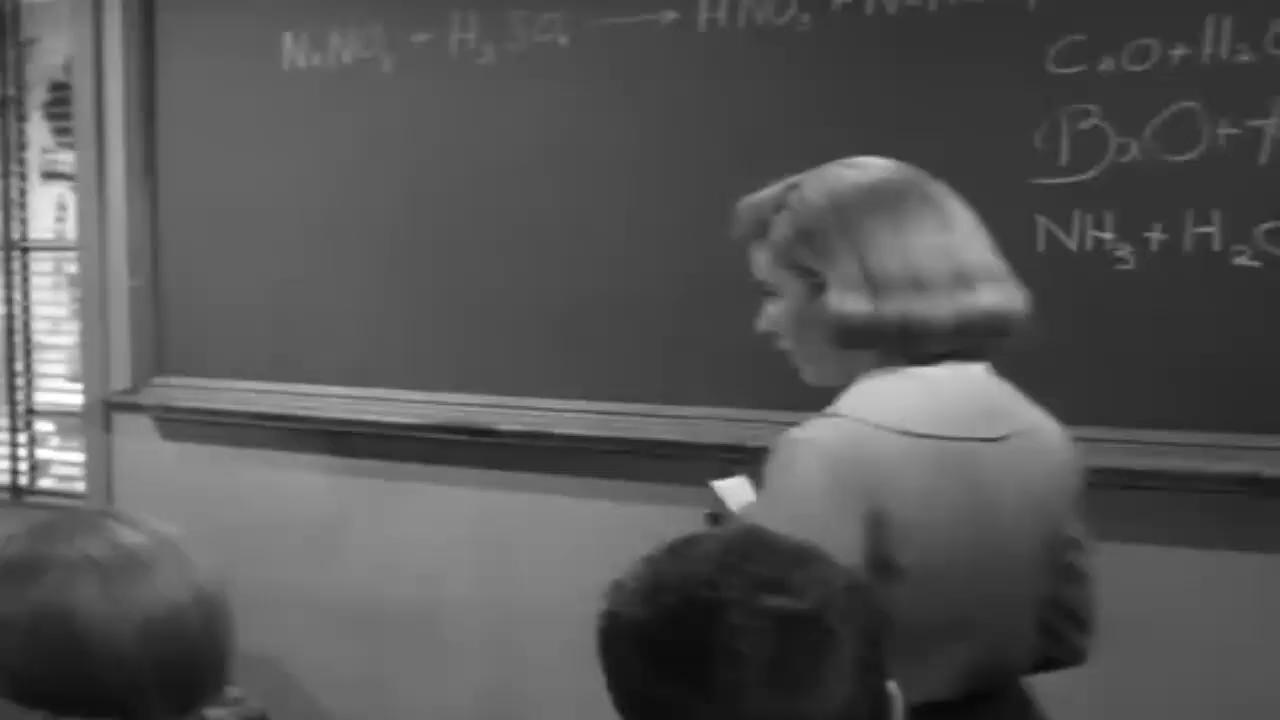 NaNO₃ + H₂SO₄ ⟶ HNO₃ +
CaO + H₂O
BaO +
NH₃ + H₂O